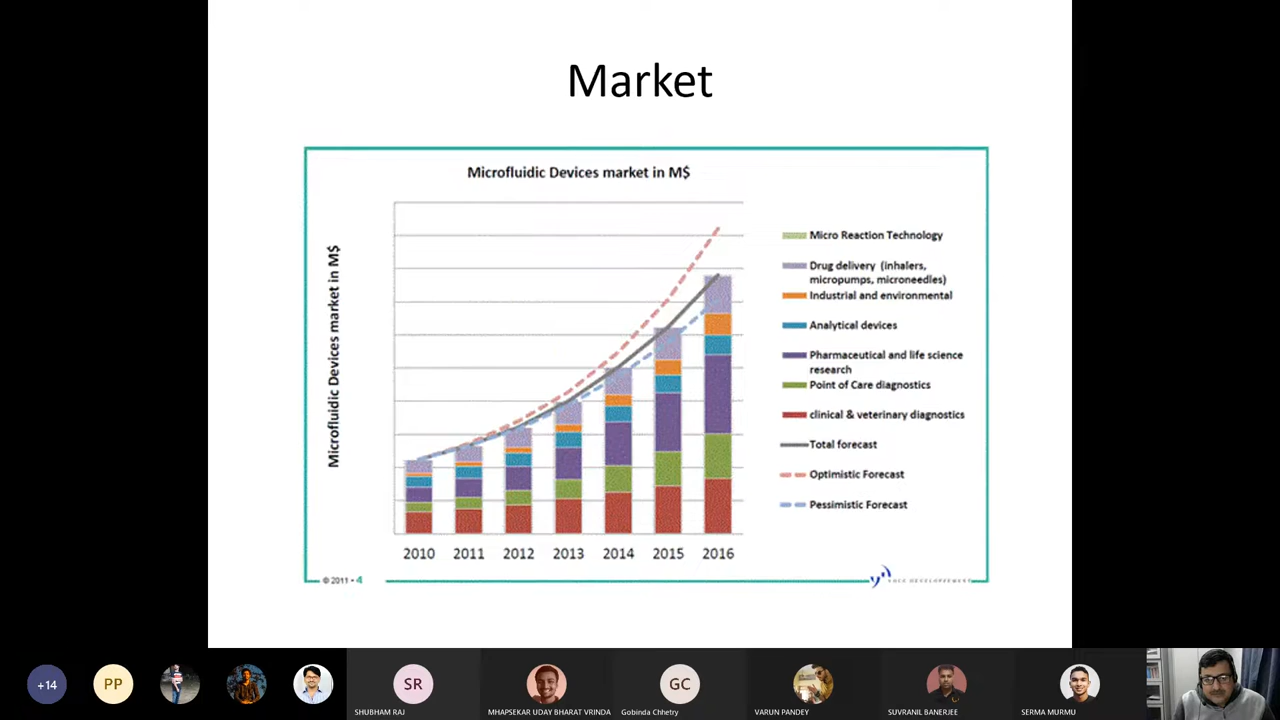 Market
Microfluidic Devices market in M$
Microfluidic Devices market in M$
Micro Reaction Technology
Drug delivery (inhalers,
micropumps, microneedles)
Industrial and environmental
Analytical devices
Pharmaceutical and life science
research
Point of Care diagnostics
clinical & veterinary diagnostics
Total forecast
Optimistic Forecast
Pessimistic Forecast
2010 2011 2012 2013 2014 2015 2016
© 2011 • 4
DEVELOPPEMENT
+14 PP SR GC
SHUBHAM RAJ MHAPSEKAR UDAY BHARAT VRINDA Gobinda Chhetry VARUN PANDEY SUVRANIL BANERJEE SERMA MURMU